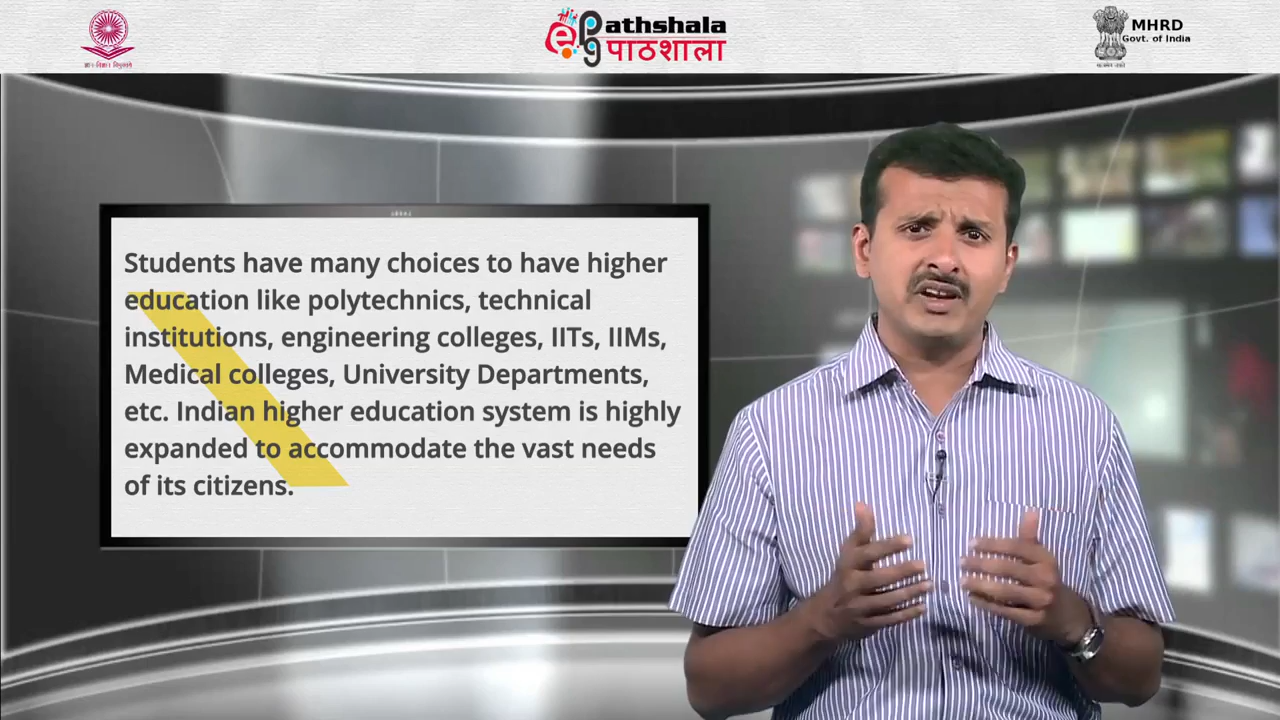 Pathshala
पाठशाला
MHRD
Govt. of India
Students have many choices to have higher
education like polytechnics, technical
institutions, engineering colleges, IITs, IIMs,
Medical colleges, University Departments,
etc. Indian higher education system is highly
expanded to accommodate the vast needs
of its citizens.